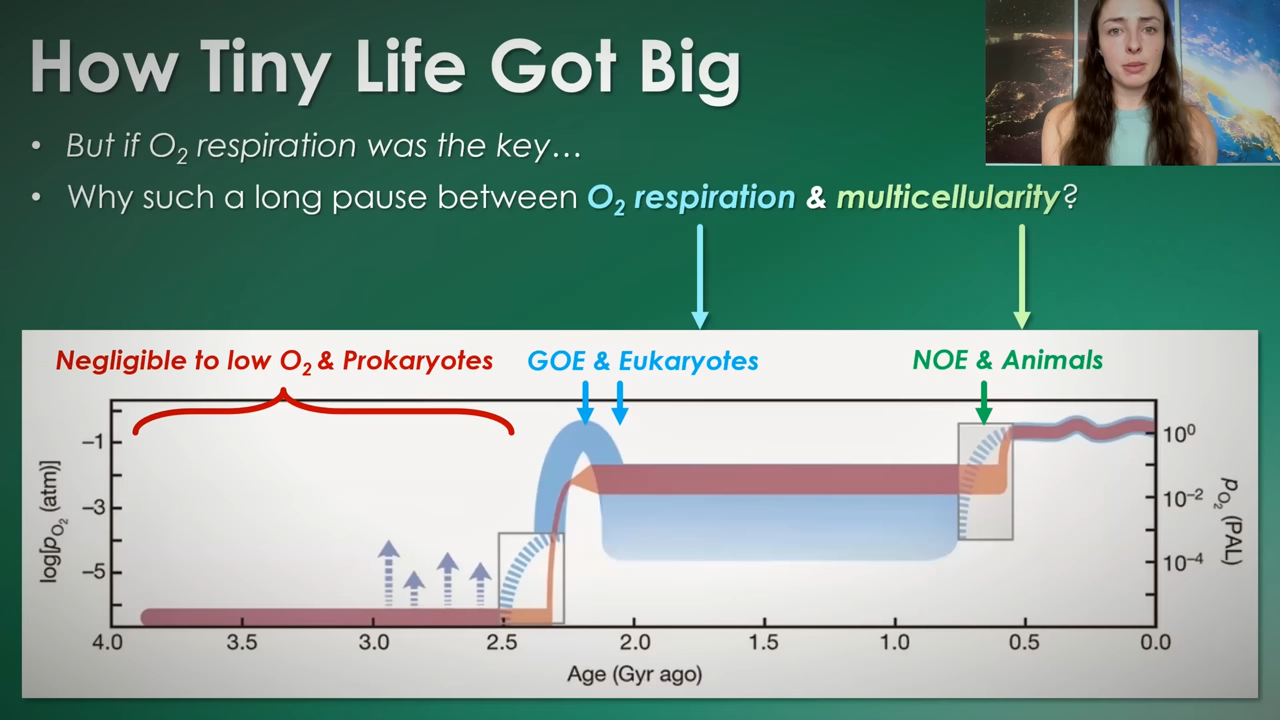 How Tiny Life Got Big
• But if O₂ respiration was the key…
• Why such a long pause between O₂ respiration & multicellularity?
Negligible to low O₂ & Prokaryotes
GOE & Eukaryotes
NOE & Animals
log[pO₂ (atm)]
–1
–3
–5
10⁰
10⁻²
10⁻⁴
pO₂ (PAL)
4.0 3.5 3.0 2.5 2.0 1.5 1.0 0.5 0.0
Age (Gyr ago)